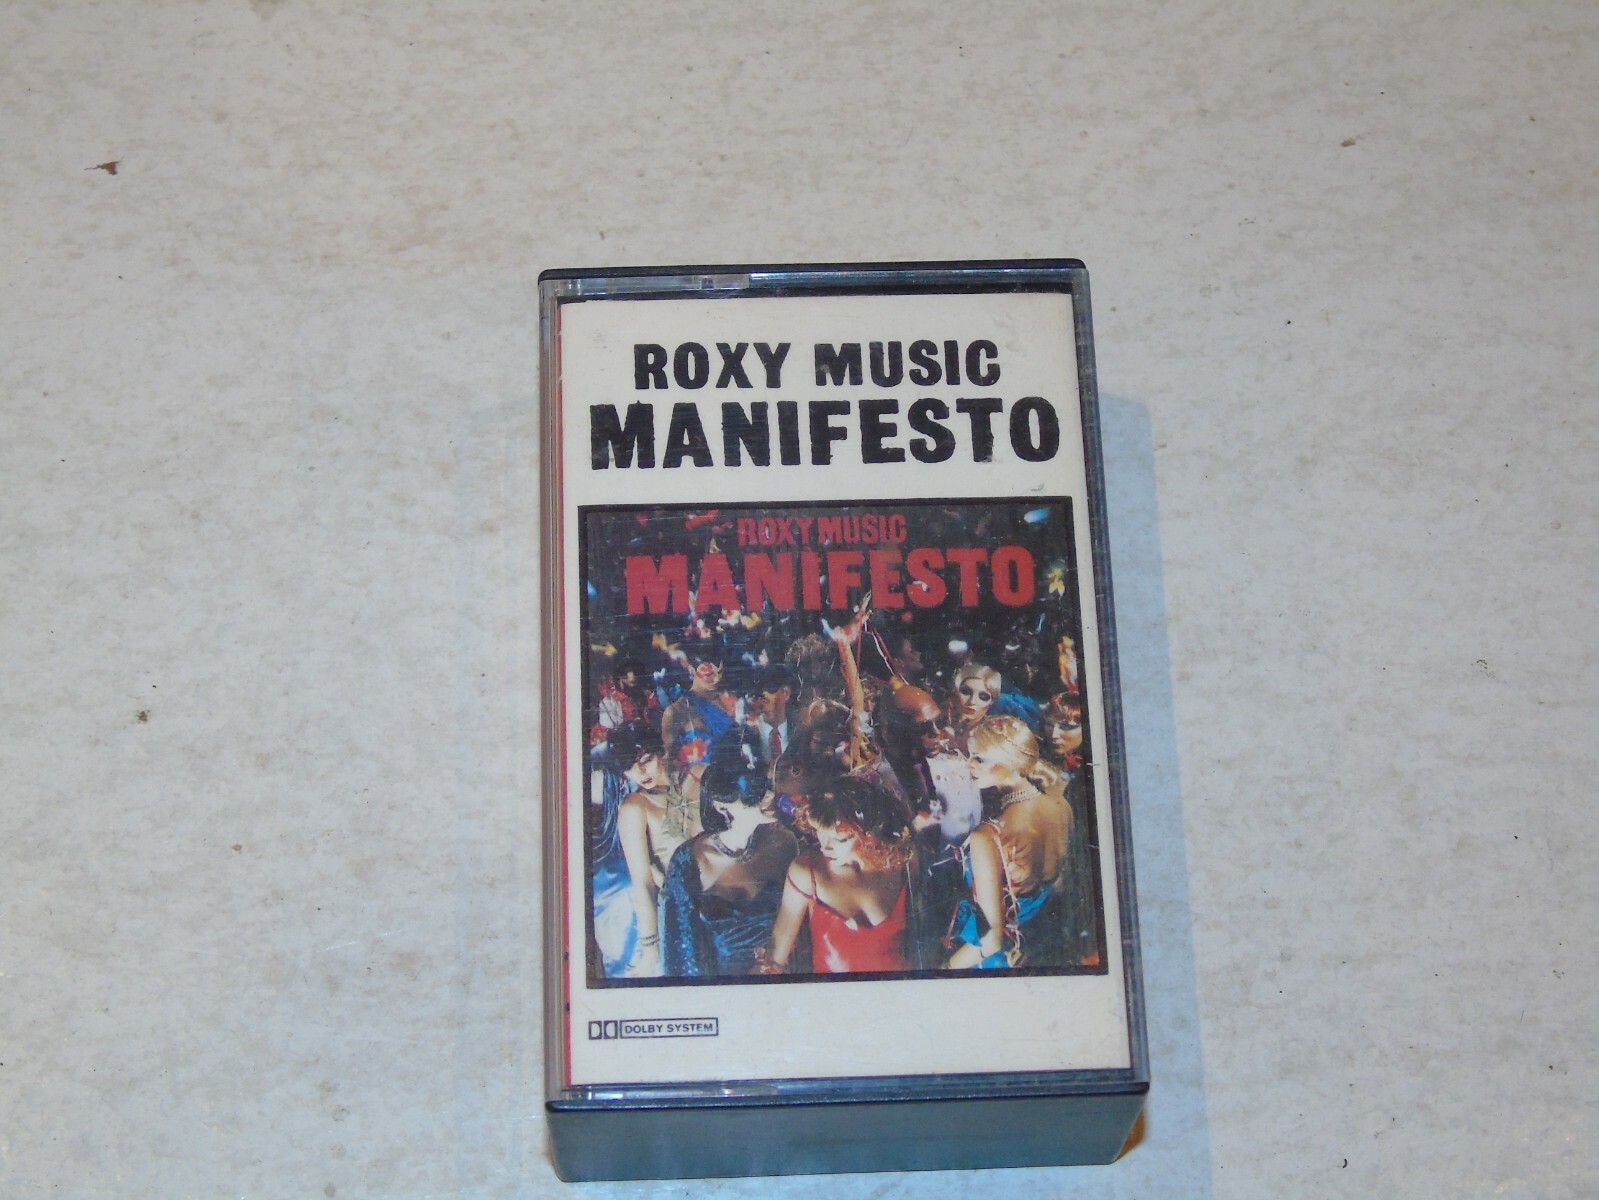 ROXY MUSIC
MANIFESTO
ROXY MUSIC
MANIFESTO
DOLBY SYSTEM